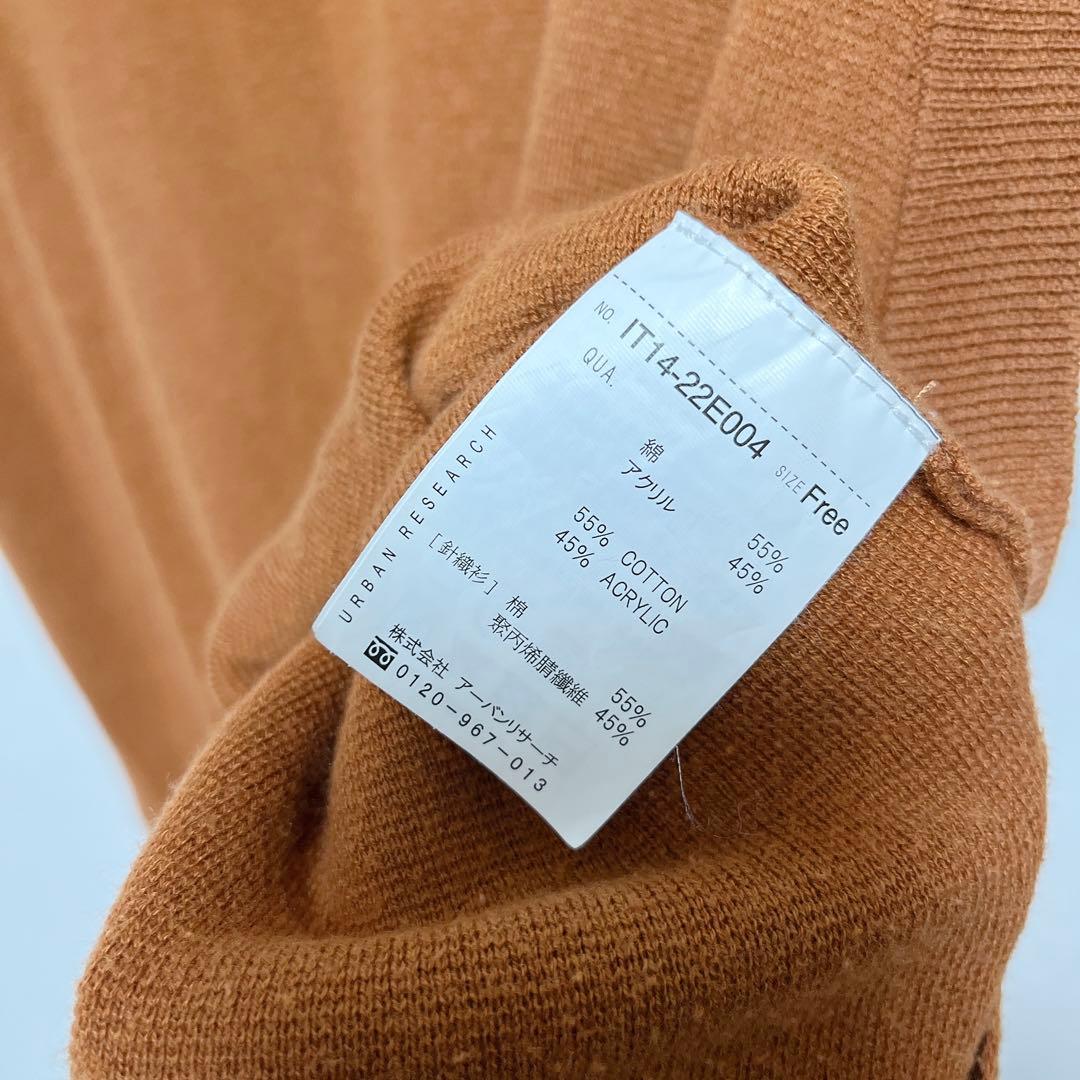 NO. IT14-22E004 SIZE Free
QUA.
綿 55%
アクリル 45%
55% COTTON
45% ACRYLIC
[針織衫] 棉 55%
聚丙烯腈纖維 45%
株式会社 アーバンリサーチ
0120-967-013
URBAN RESEARCH